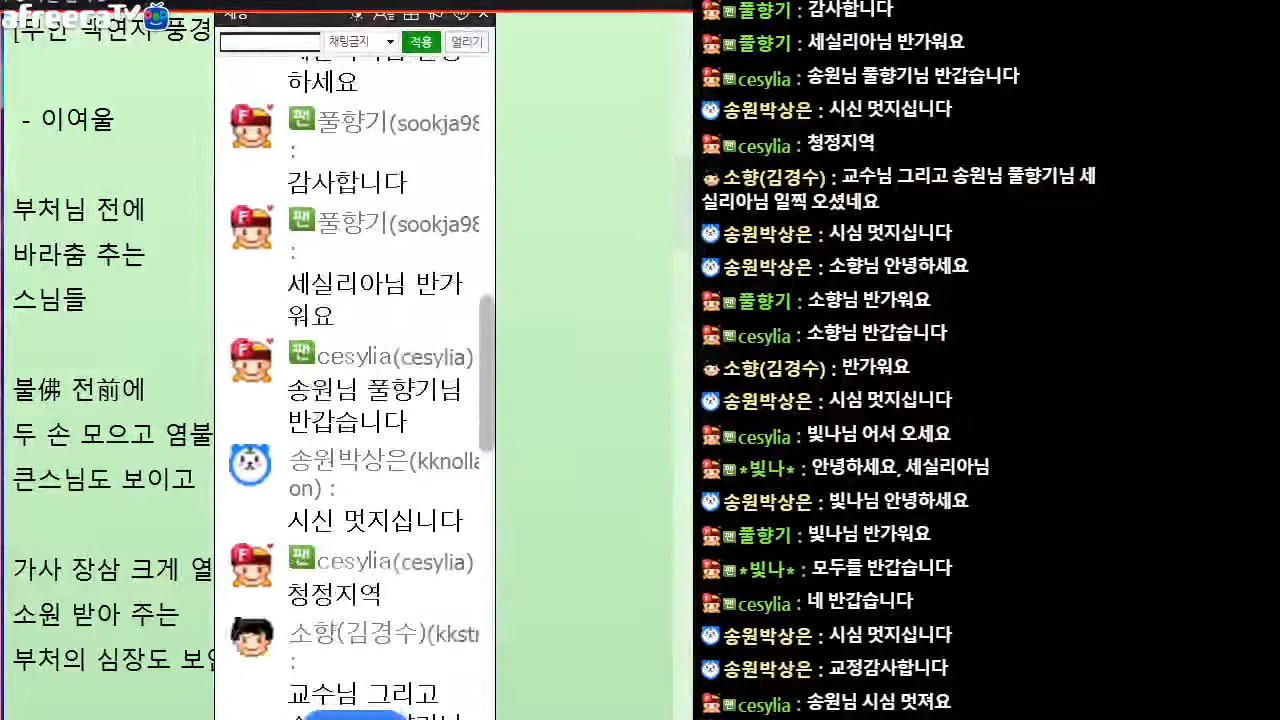 afreecaTV
[무안 백련지 풍경
- 이여울
부처님 전에
바라춤 추는
스님들
불佛 전前에
두 손 모으고 염불
큰스님도 보이고
가사 장삼 크게 열
소원 받아 주는
부처의 심장도
채팅금지
적용
얼리기
하세요
팬 풀향기(sookja98
:
감사합니다
팬 풀향기(sookja98
:
세실리아님 반가
워요
팬 cesylia(cesylia)
송원님 풀향기님
반갑습니다
송원박상은(kknolla
on) :
시신 멋지십니다
팬 cesylia(cesylia)
청정지역
소향(김경수)(kkstr
:
교수님 그리고
풀향기 : 감사합니다
풀향기 : 세실리아님 반가워요
cesylia : 송원님 풀향기님 반갑습니다
송원박상은 : 시신 멋지십니다
cesylia : 청정지역
소향(김경수) : 교수님 그리고 송원님 풀향기님 세
실리아님 일찍 오셨네요
송원박상은 : 시심 멋지십니다
송원박상은 : 소향님 안녕하세요
풀향기 : 소향님 반가워요
cesylia : 소향님 반갑습니다
소향(김경수) : 반가워요
송원박상은 : 시심 멋지십니다
cesylia : 빛나님 어서 오세요
*빛나* : 안녕하세요, 세실리아님
송원박상은 : 빛나님 안녕하세요
풀향기 : 빛나님 반가워요
*빛나* : 모두들 반갑습니다
cesylia : 네 반갑습니다
송원박상은 : 시심 멋지십니다
송원박상은 : 교정감사합니다
cesylia : 송원님 시심 멋져요